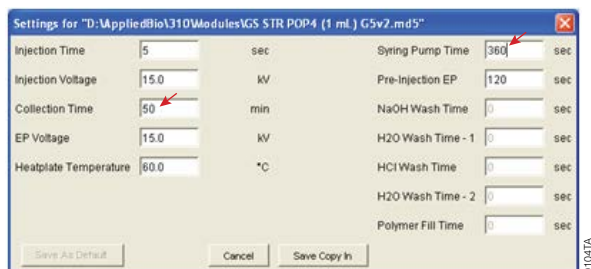 Settings for "D:\AppliedBio\310\Modules\GS STR POP4 (1 mL) G5v2.md5"
Injection Time 5 sec Syring Pump Time 360 sec
Injection Voltage 15.0 kV Pre-Injection EP 120 sec
Collection Time 50 min NaOH Wash Time 0 sec
EP Voltage 15.0 kV H2O Wash Time - 1 0 sec
Heatplate Temperature 60.0 °C HCl Wash Time 0 sec
H2O Wash Time - 2 0 sec
Polymer Fill Time 0 sec
Save As Default Cancel Save Copy In